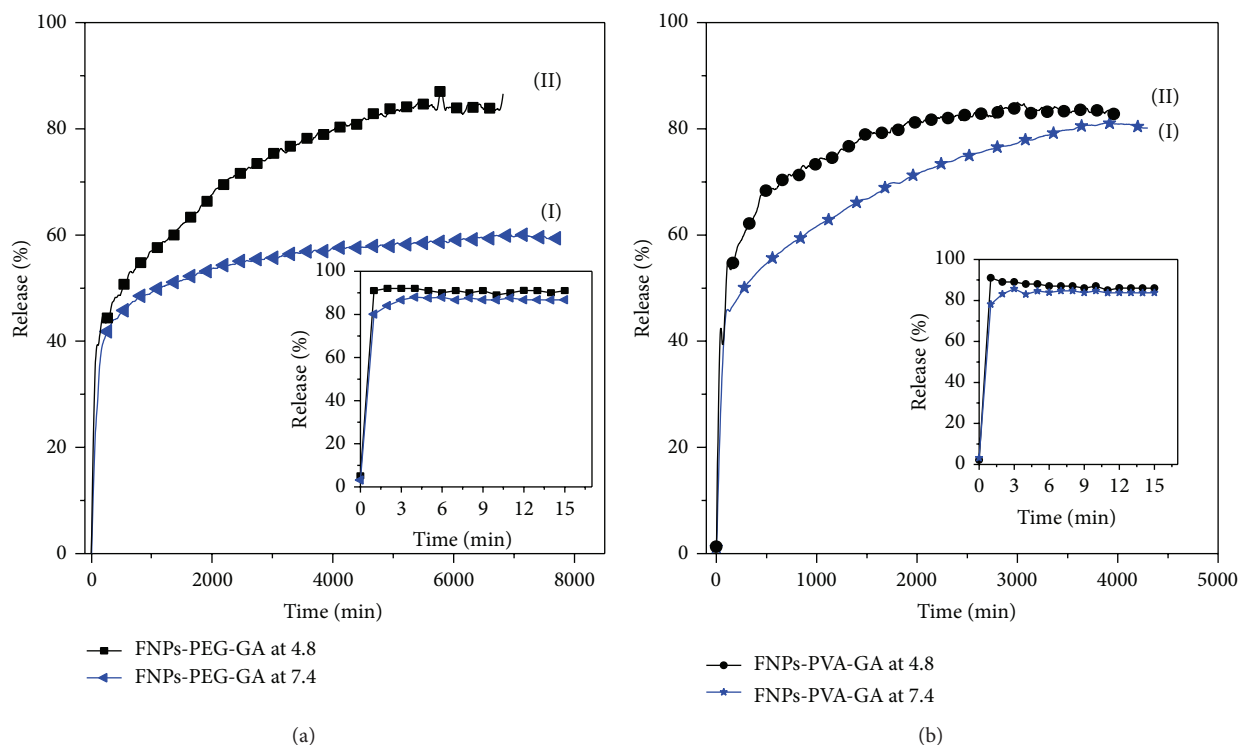 100
80
60
40
20
0
Release (%)
0 2000 4000 6000 8000
Time (min)
(II)
(I)
100
80
60
40
20
0
Release (%)
0 3 6 9 12 15
Time (min)
FNPs-PEG-GA at 4.8
FNPs-PEG-GA at 7.4
(a)
100
80
60
40
20
0
Release (%)
0 1000 2000 3000 4000 5000
Time (min)
(II)
(I)
100
80
60
40
20
0
Release (%)
0 3 6 9 12 15
Time (min)
FNPs-PVA-GA at 4.8
FNPs-PVA-GA at 7.4
(b)